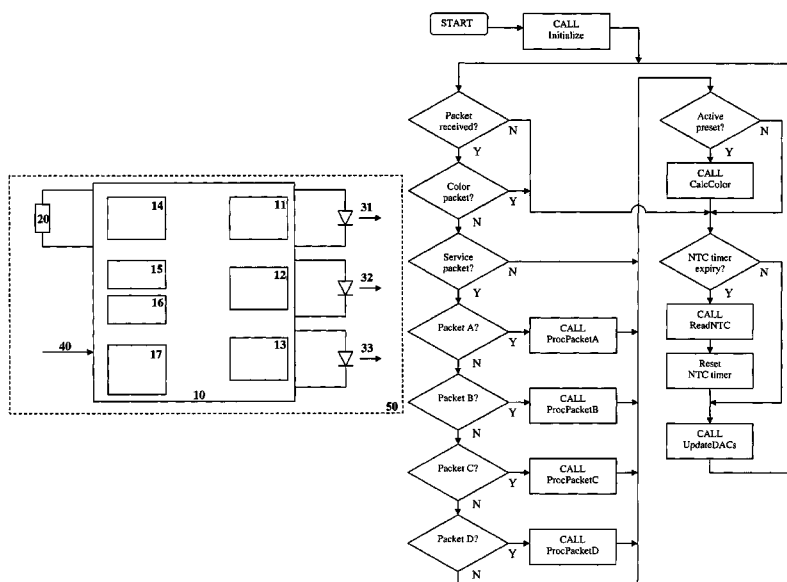 20
14
15
16
17
11
12
13
10
31
32
33
40
50
START
CALL
Initialize
Packet
received?
N
Y
Color
packet?
Y
N
Service
packet?
N
Y
Packet A?
Y
N
CALL
ProcPacketA
Packet B?
Y
N
CALL
ProcPacketB
Packet C?
Y
N
CALL
ProcPacketC
Packet D?
Y
N
CALL
ProcPacketD
Active
preset?
N
Y
CALL
CalcColor
NTC timer
expiry?
N
Y
CALL
ReadNTC
Reset
NTC timer
CALL
UpdateDACs